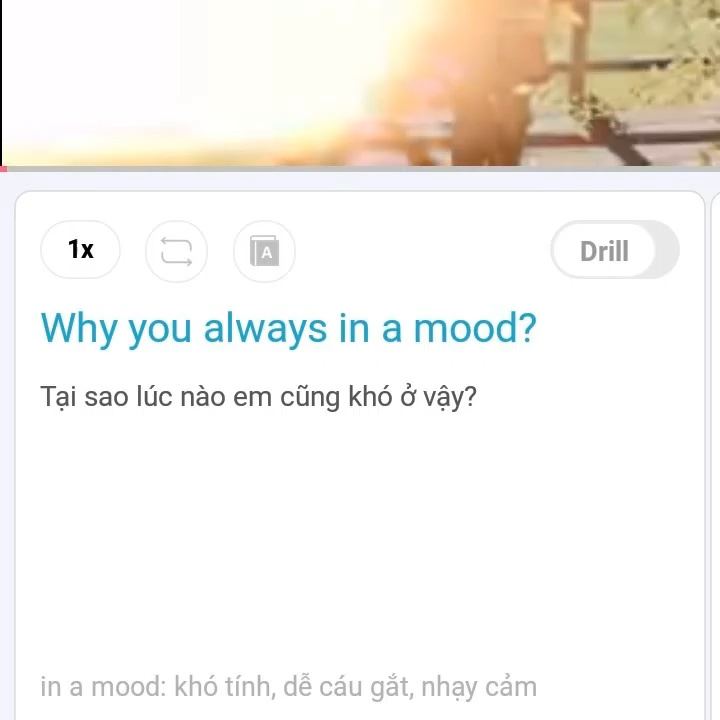 1x
A
Drill
Why you always in a mood?
Tại sao lúc nào em cũng khó ở vậy?
in a mood: khó tính, dễ cáu gắt, nhạy cảm